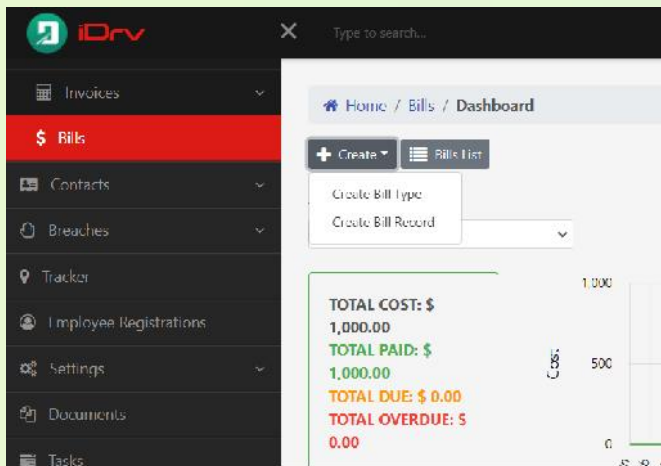 iDrv
Type to search...
Invoices
$ Bills
Contacts
Breaches
Tracker
Employee Registrations
Settings
Documents
Tasks
Home / Bills / Dashboard
Create
Bills List
Create Bill Type
Create Bill Record
TOTAL COST: $
1,000.00
TOTAL PAID: $
1,000.00
TOTAL DUE: $ 0.00
TOTAL OVERDUE: $
0.00
1,000
500
0